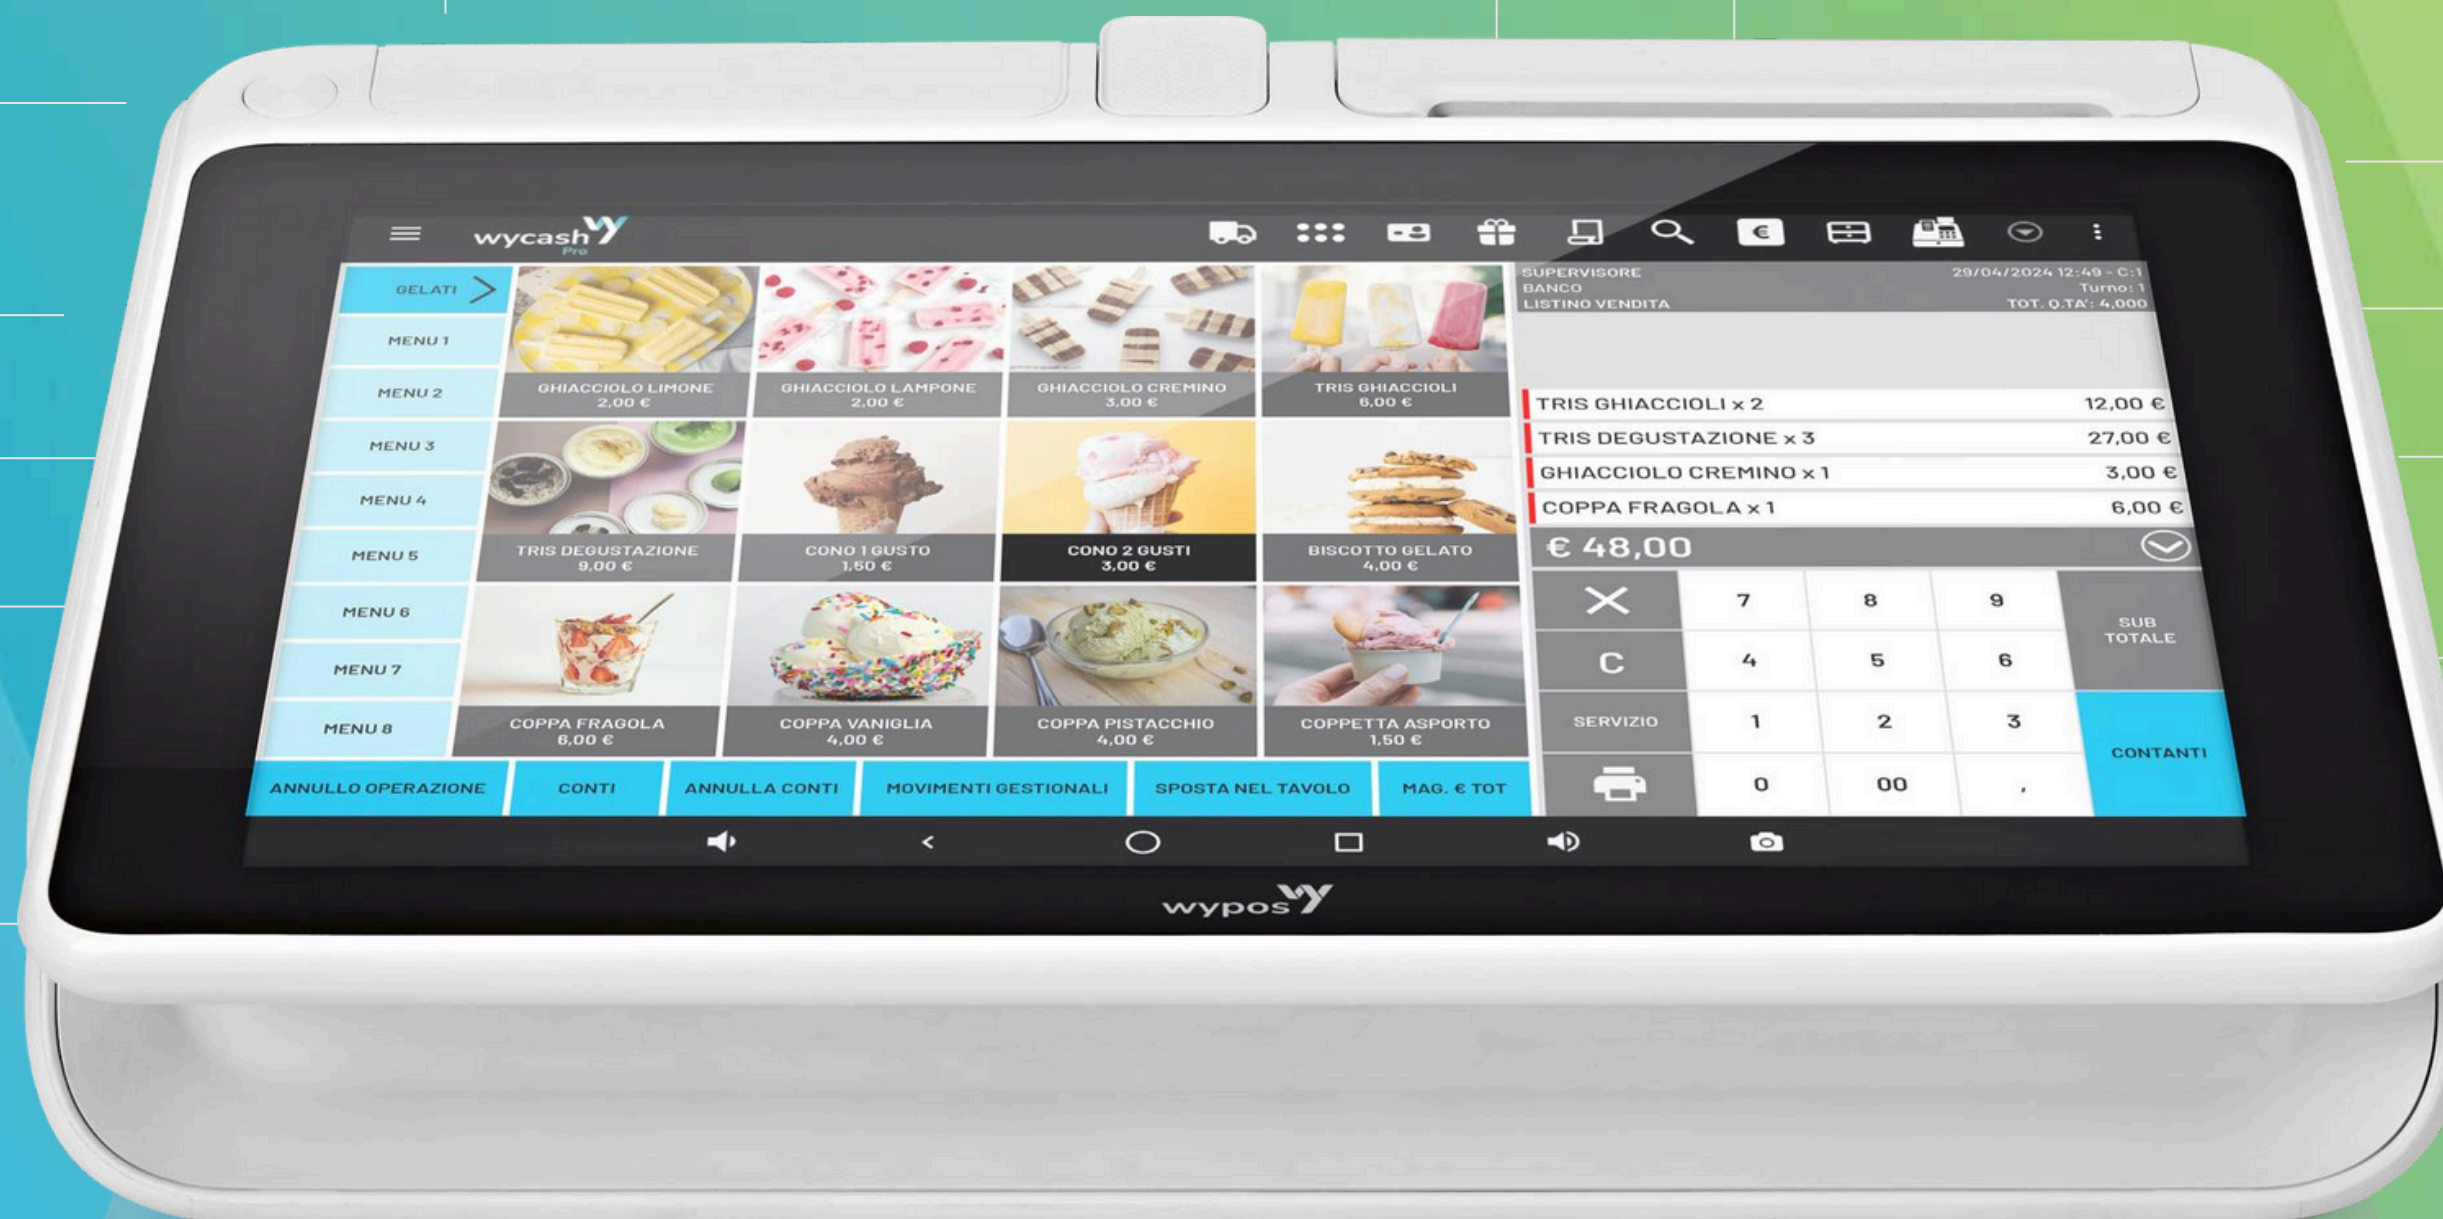 wycash
Pro
GELATI
MENU 1
MENU 2
MENU 3
MENU 4
MENU 5
MENU 6
MENU 7
MENU 8
GHIACCIOLO LIMONE
2,00 €
GHIACCIOLO LAMPONE
2,00 €
GHIACCIOLO CREMINO
3,00 €
TRIS GHIACCIOLI
6,00 €
TRIS DEGUSTAZIONE
9,00 €
CONO 1 GUSTO
1,50 €
CONO 2 GUSTI
3,00 €
BISCOTTO GELATO
4,00 €
COPPA FRAGOLA
6,00 €
COPPA VANIGLIA
4,00 €
COPPA PISTACCHIO
4,00 €
COPPETTA ASPORTO
1,50 €
SUPERVISORE 29/04/2024 12:49 - C:1
BANCO Turno: 1
LISTINO VENDITA TOT. Q.TA': 4,000
TRIS GHIACCIOLI x 2 12,00 €
TRIS DEGUSTAZIONE x 3 27,00 €
GHIACCIOLO CREMINO x 1 3,00 €
COPPA FRAGOLA x 1 6,00 €
€ 48,00
7 8 9
SUB
TOTALE
C 4 5 6
SERVIZIO 1 2 3
CONTANTI
0 00 ,
ANNULLO OPERAZIONE CONTI ANNULLA CONTI MOVIMENTI GESTIONALI SPOSTA NEL TAVOLO MAG. € TOT
wypos